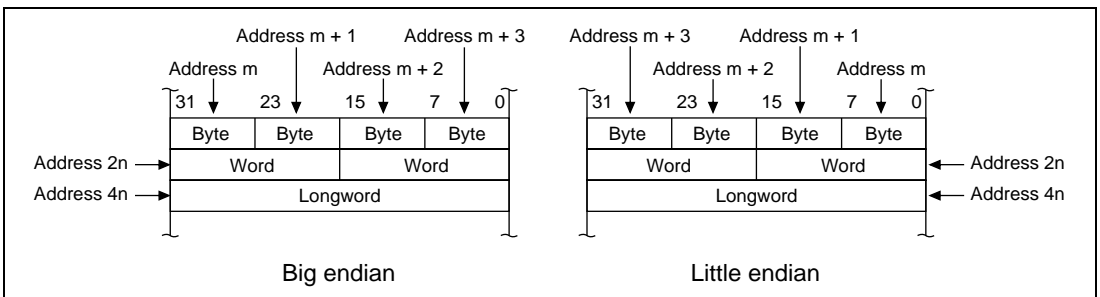 Address m + 1 Address m + 3 Address m + 3 Address m + 1
Address m Address m + 2 Address m + 2 Address m
31 23 15 7 0 31 23 15 7 0
Byte Byte Byte Byte Byte Byte Byte Byte
Address 2n Word Word Word Word Address 2n
Address 4n Longword Longword Address 4n
Big endian Little endian